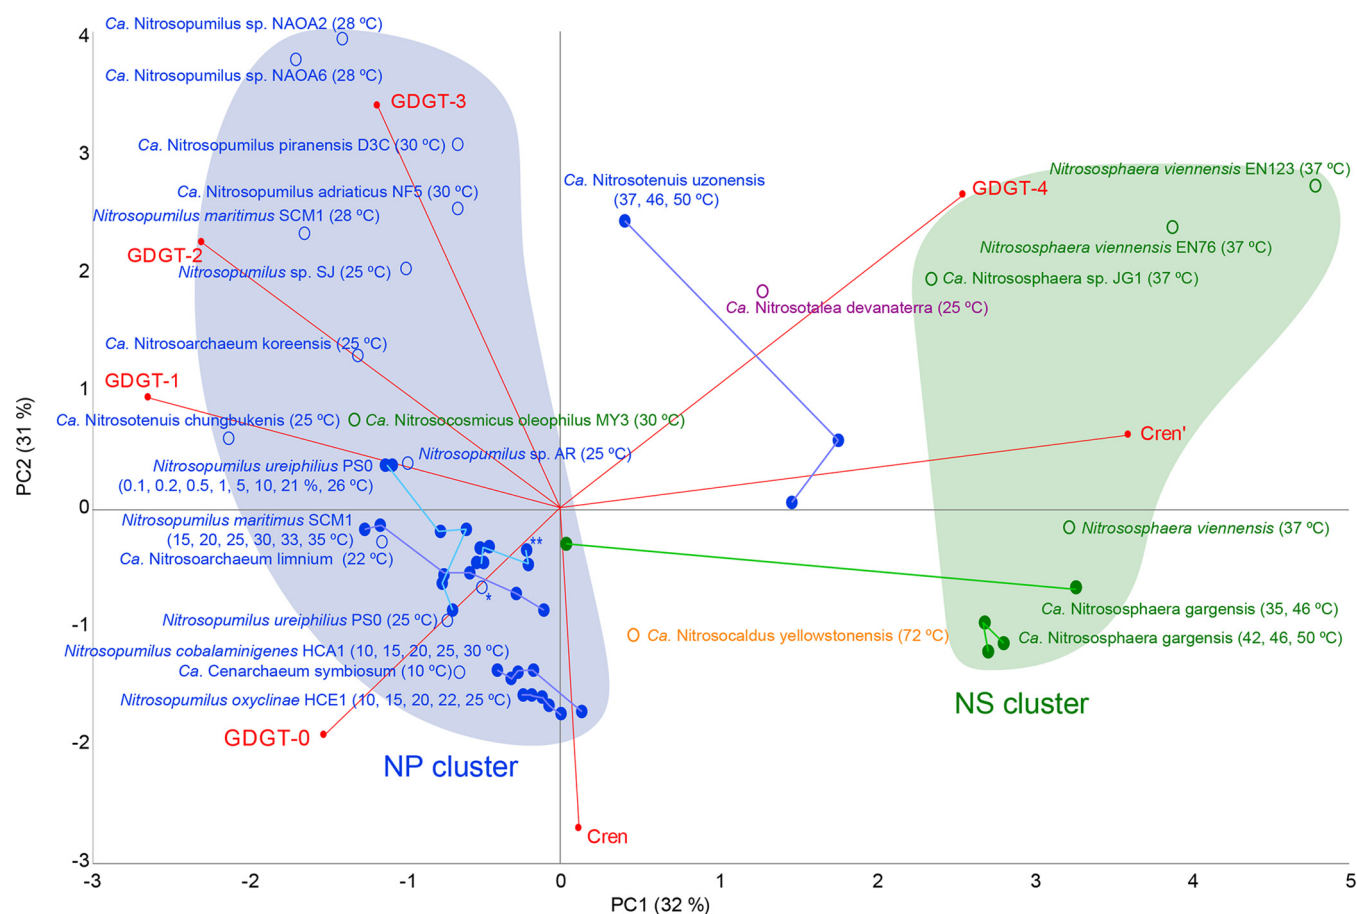 4
Ca. Nitrosopumilus sp. NAOA2 (28 ºC)
Ca. Nitrosopumilus sp. NAOA6 (28 ºC)
GDGT-3
3
Ca. Nitrosopumilus piranensis D3C (30 ºC)
Nitrososphaera viennensis EN123 (37 ºC)
Ca. Nitrosotenuis uzonensis
(37, 46, 50 ºC)
GDGT-4
Ca. Nitrosopumilus adriaticus NF5 (30 ºC)
Nitrosopumilus maritimus SCM1 (28 ºC)
GDGT-2
Nitrososphaera viennensis EN76 (37 ºC)
2
Nitrosopumilus sp. SJ (25 ºC)
Ca. Nitrososphaera sp. JG1 (37 ºC)
Ca. Nitrosotalea devanaterra (25 ºC)
Ca. Nitrosoarchaeum koreensis (25 ºC)
GDGT-1
1
Ca. Nitrosotenuis chungbukenis (25 ºC)
Ca. Nitrosocosmicus oleophilus MY3 (30 ºC)
Cren'
Nitrosopumilus sp. AR (25 ºC)
Nitrosopumilus ureiphilius PS0
(0.1, 0.2, 0.5, 1, 5, 10, 21 %, 26 ºC)
0
Nitrosopumilus maritimus SCM1
(15, 20, 25, 30, 33, 35 ºC)
**
Nitrososphaera viennensis (37 ºC)
Ca. Nitrosoarchaeum limnium (22 ºC)
*
Ca. Nitrososphaera gargensis (35, 46 ºC)
-1
Nitrosopumilus ureiphilius PS0 (25 ºC)
Ca. Nitrosocaldus yellowstonensis (72 ºC)
Ca. Nitrososphaera gargensis (42, 46, 50 ºC)
Nitrosopumilus cobalaminigenes HCA1 (10, 15, 20, 25, 30 ºC)
Ca. Cenarchaeum symbiosum (10 ºC)
Nitrosopumilus oxyclinae HCE1 (10, 15, 20, 22, 25 ºC)
NS cluster
GDGT-0
-2
NP cluster
Cren
-3
PC2 (31 %)
-3 -2 -1 0 1 2 3 4 5
PC1 (32 %)